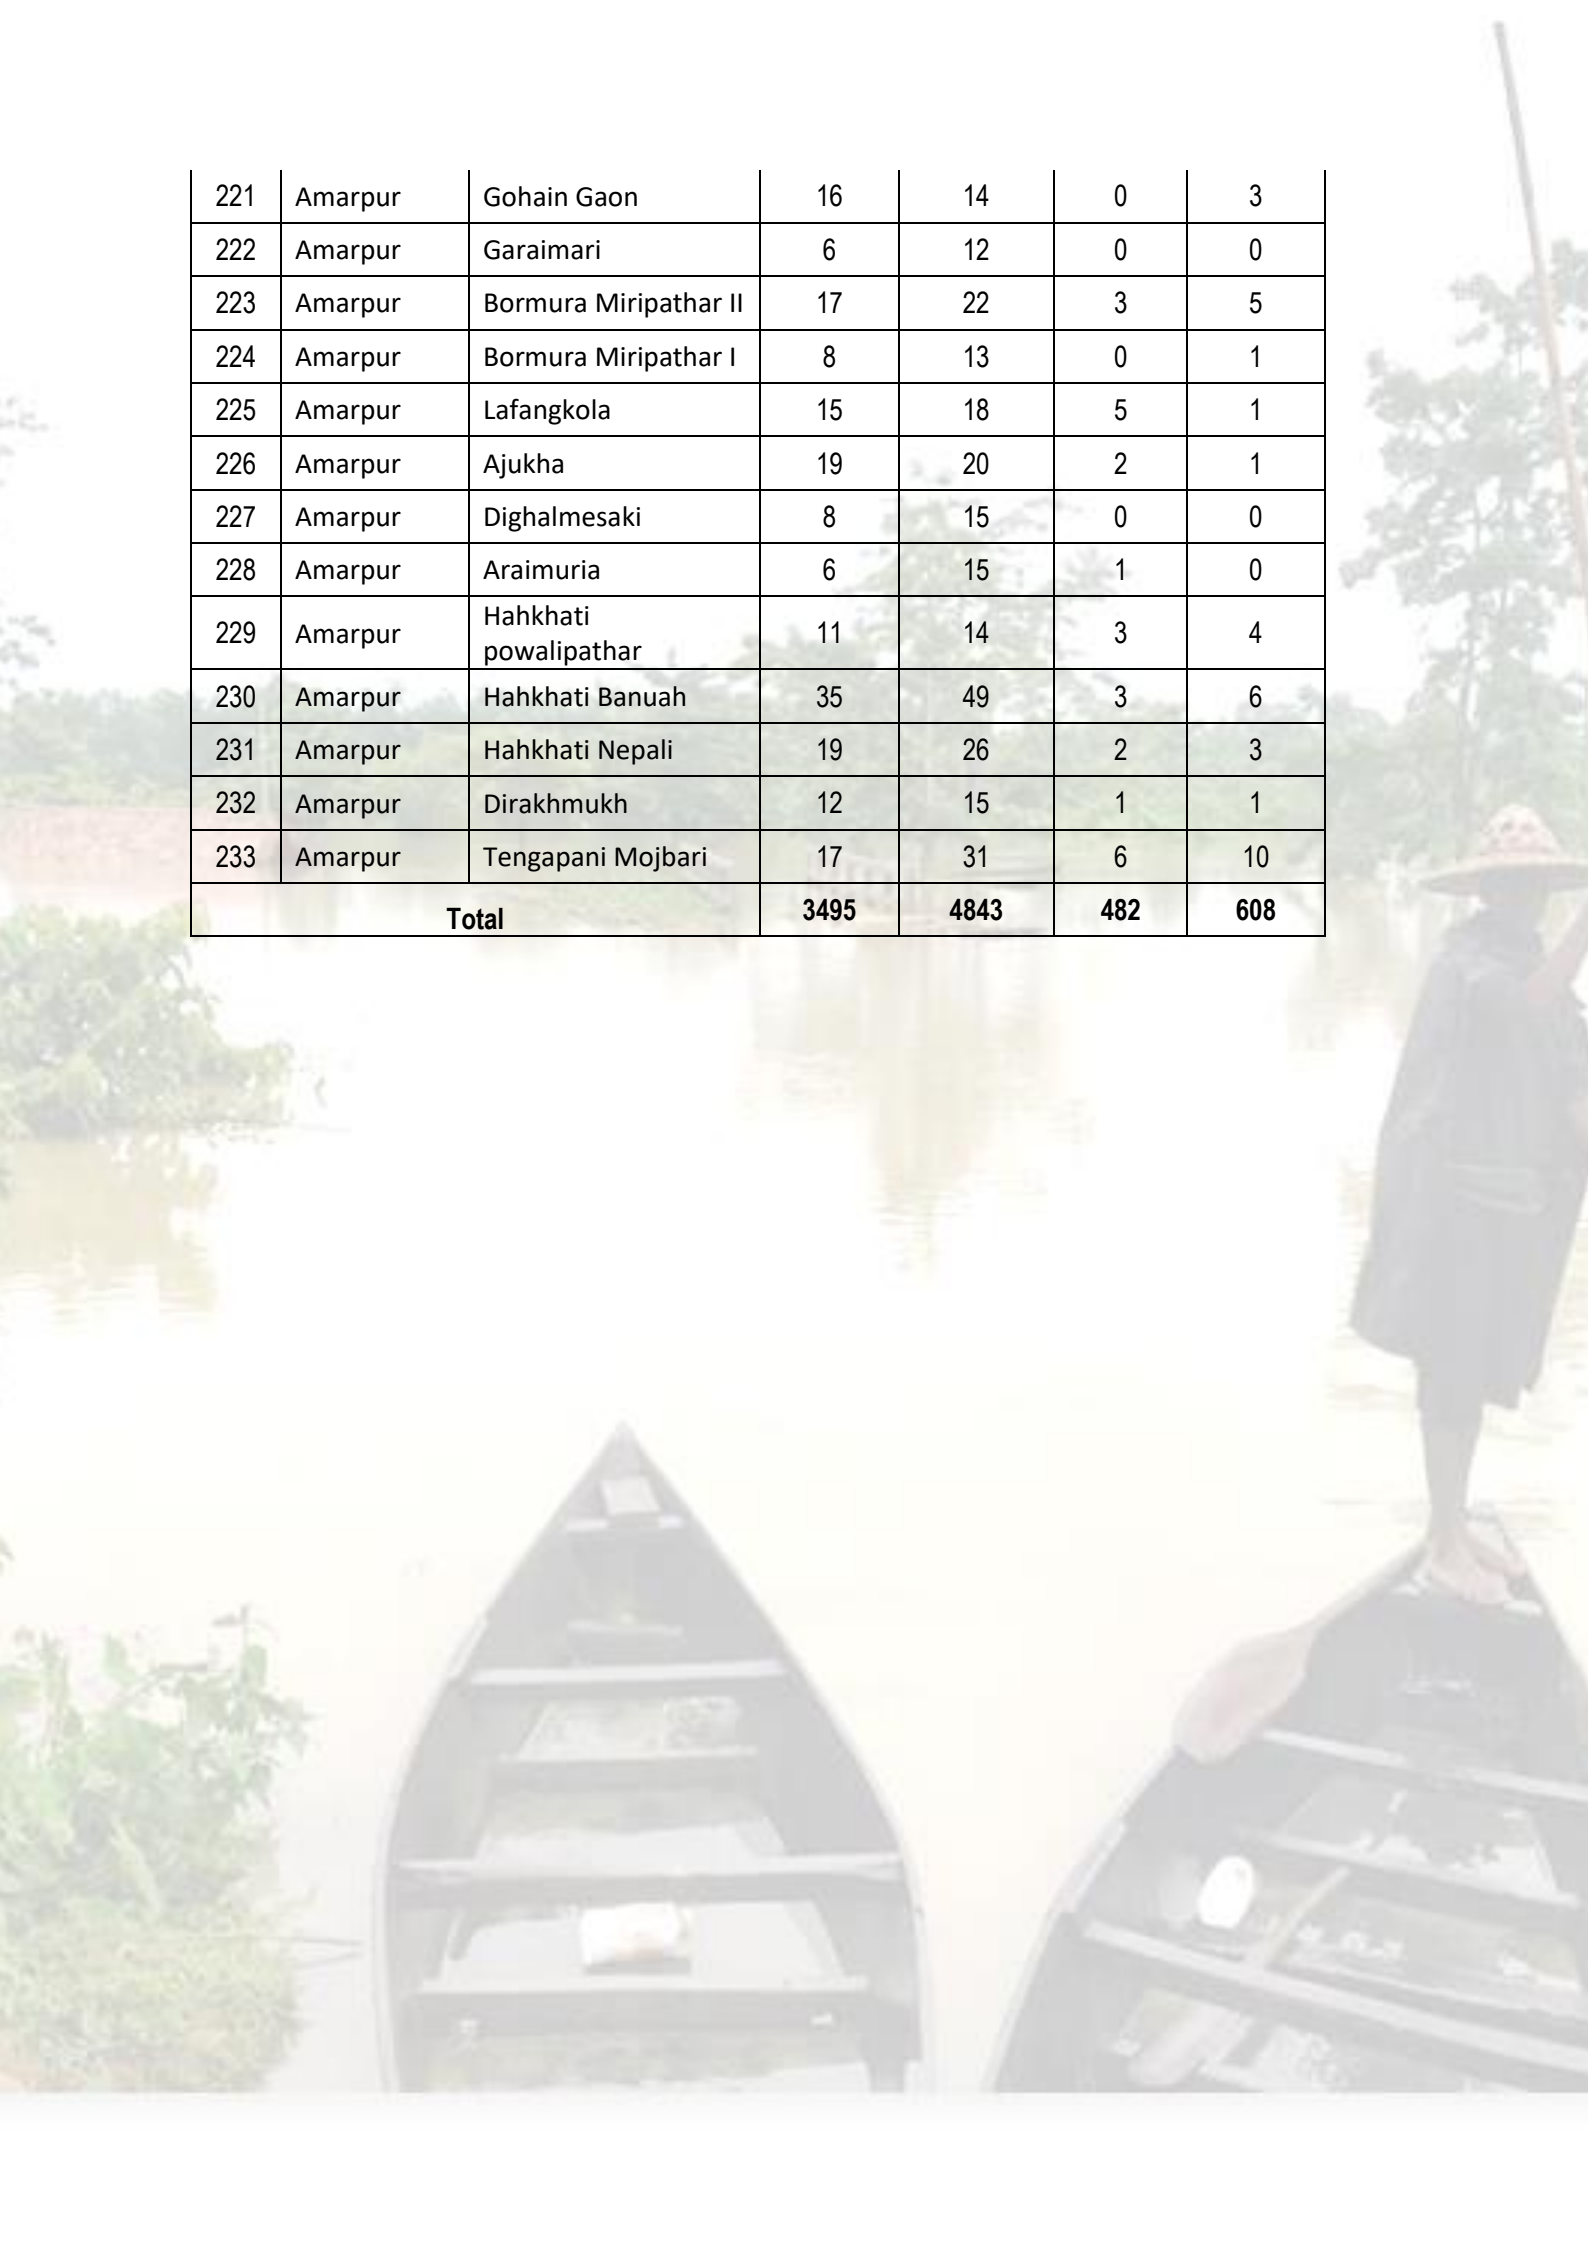 221 Amarpur Gohain Gaon 16 14 0 3
222 Amarpur Garaimari 6 12 0 0
223 Amarpur Bormura Miripathar II 17 22 3 5
224 Amarpur Bormura Miripathar I 8 13 0 1
225 Amarpur Lafangkola 15 18 5 1
226 Amarpur Ajukha 19 20 2 1
227 Amarpur Dighalmesaki 8 15 0 0
228 Amarpur Araimuria 6 15 1 0
229 Amarpur Hahkhati
powalipathar 11 14 3 4
230 Amarpur Hahkhati Banuah 35 49 3 6
231 Amarpur Hahkhati Nepali 19 26 2 3
232 Amarpur Dirakhmukh 12 15 1 1
233 Amarpur Tengapani Mojbari 17 31 6 10
Total 3495 4843 482 608